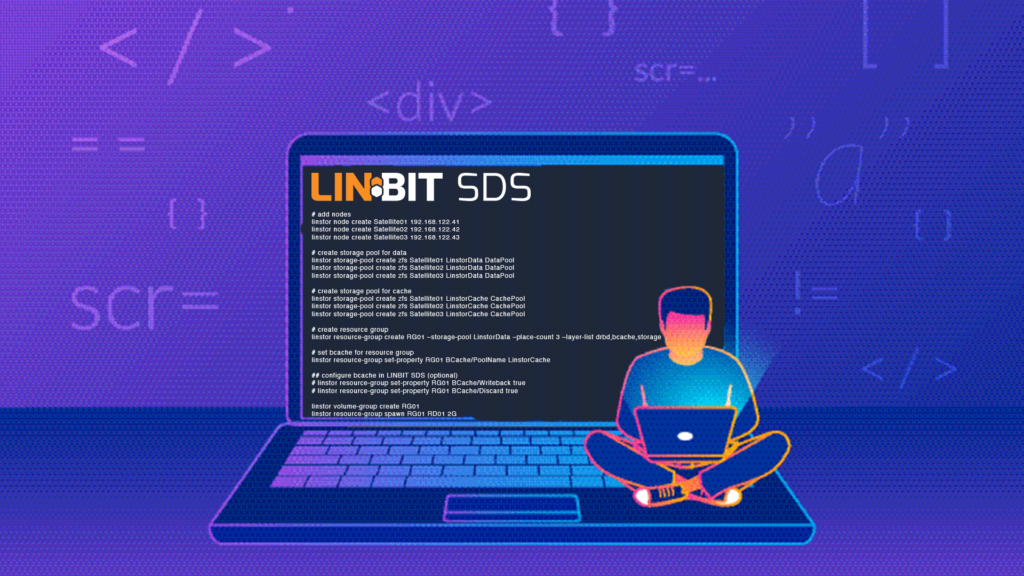 </>
scr=...
<div>
{ }
[ ]
==
{ }
,, a ,,
{ }
scr=
!=
</>
LINBIT SDS
# add nodes
linstor node create Satellite01 192.168.122.41
linstor node create Satellite02 192.168.122.42
linstor node create Satellite03 192.168.122.43
# create storage pool for data
linstor storage-pool create zfs Satellite01 LinstorData DataPool
linstor storage-pool create zfs Satellite02 LinstorData DataPool
linstor storage-pool create zfs Satellite03 LinstorData DataPool
# create storage pool for cache
linstor storage-pool create zfs Satellite01 LinstorCache CachePool
linstor storage-pool create zfs Satellite02 LinstorCache CachePool
linstor storage-pool create zfs Satellite03 LinstorCache CachePool
# create resource group
linstor resource-group create RG01 –storage-pool LinstorData –place-count 3 –layer-list drbd,bcache,storage
# set bcache for resource group
linstor resource-group set-property RG01 BCache/PoolName LinstorCache
## configure bcache in LINBIT SDS (optional)
# linstor resource-group set-property RG01 BCache/Writeback true
# linstor resource-group set-property RG01 BCache/Discard true
linstor volume-group create RG01
linstor resource-group spawn RG01 RD01 2G